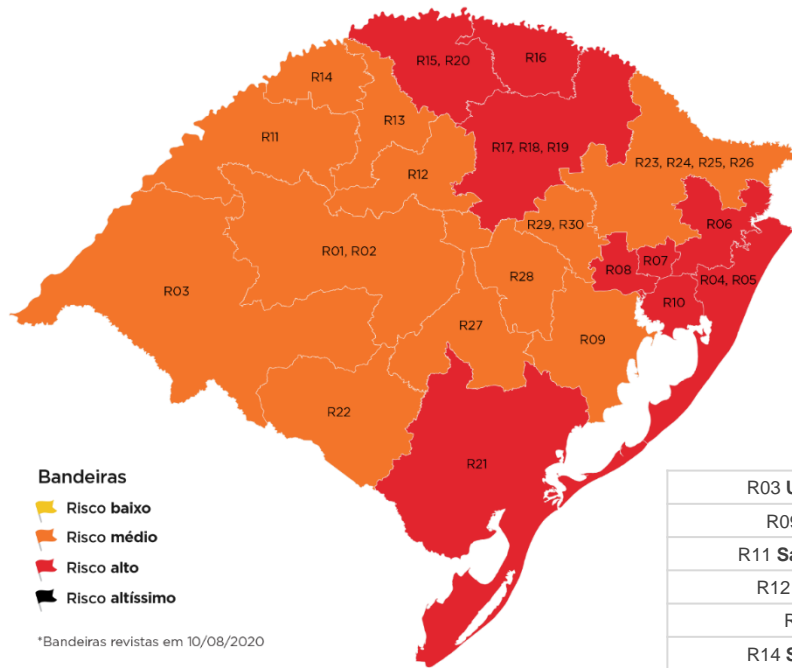 R14
R15, R20
R16
R13
R11
R17, R18, R19
R23, R24, R25, R26
R12
R29, R30
R06
R01, R02
R08
R07
R28
R04, R05
R03
R10
R27
R09
R22
R21
Bandeiras
Risco baixo
Risco médio
Risco alto
Risco altíssimo
*Bandeiras revistas em 10/08/2020
R03
R09
R11
R12
R14